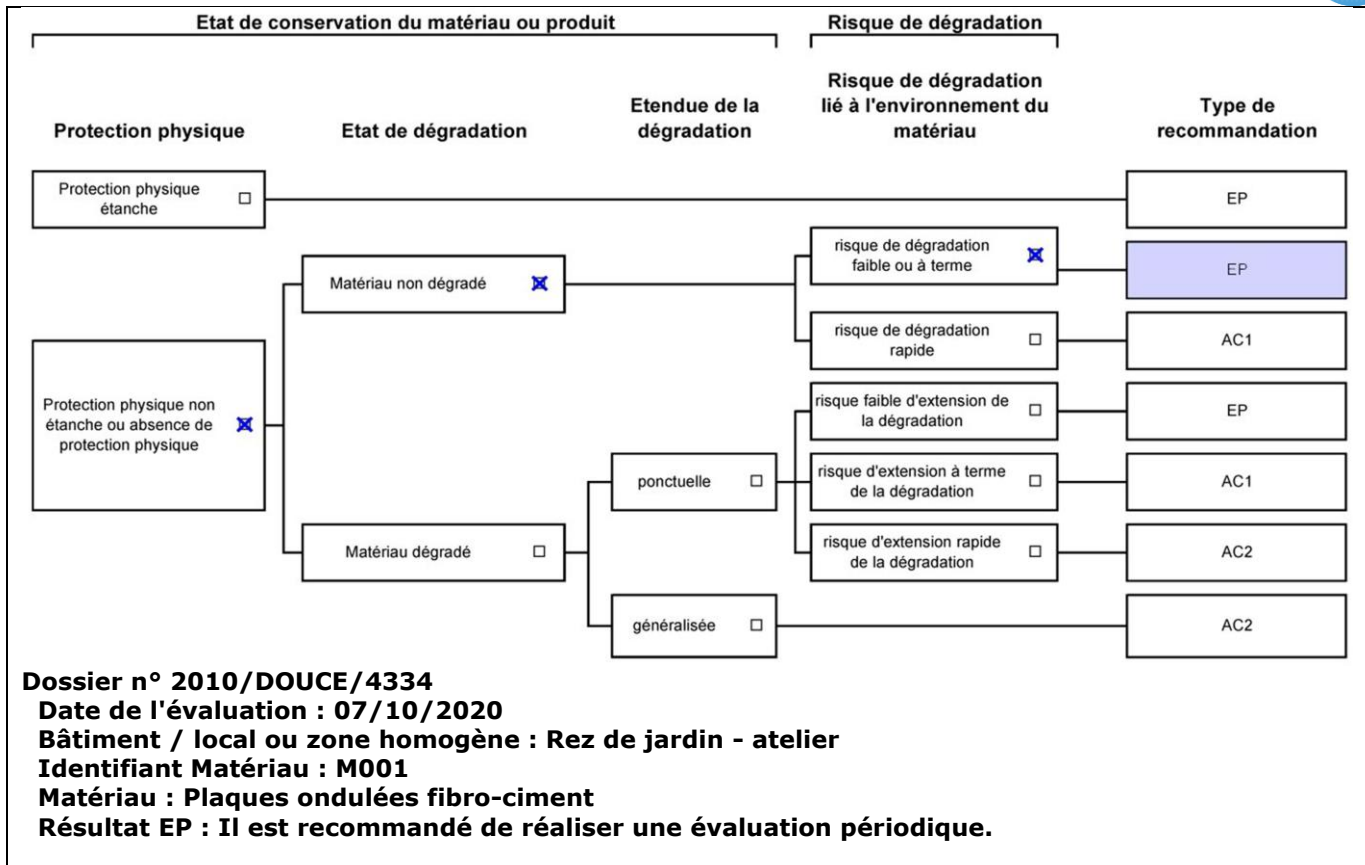 Etat de conservation du matériau ou produit
Risque de dégradation
Protection physique
Etat de dégradation
Etendue de la
dégradation
Risque de dégradation
lié à l'environnement du
matériau
Type de
recommandation
Protection physique
étanche
EP
risque de dégradation
faible ou à terme
EP
Matériau non dégradé
risque de dégradation
rapide
AC1
Protection physique non
étanche ou absence de
protection physique
risque faible d'extension de
la dégradation
EP
ponctuelle
risque d'extension à terme
de la dégradation
AC1
Matériau dégradé
risque d'extension rapide
de la dégradation
AC2
généralisée
AC2
Dossier n° 2010/DOUCE/4334
Date de l'évaluation : 07/10/2020
Bâtiment / local ou zone homogène : Rez de jardin - atelier
Identifiant Matériau : M001
Matériau : Plaques ondulées fibro-ciment
Résultat EP : Il est recommandé de réaliser une évaluation périodique.